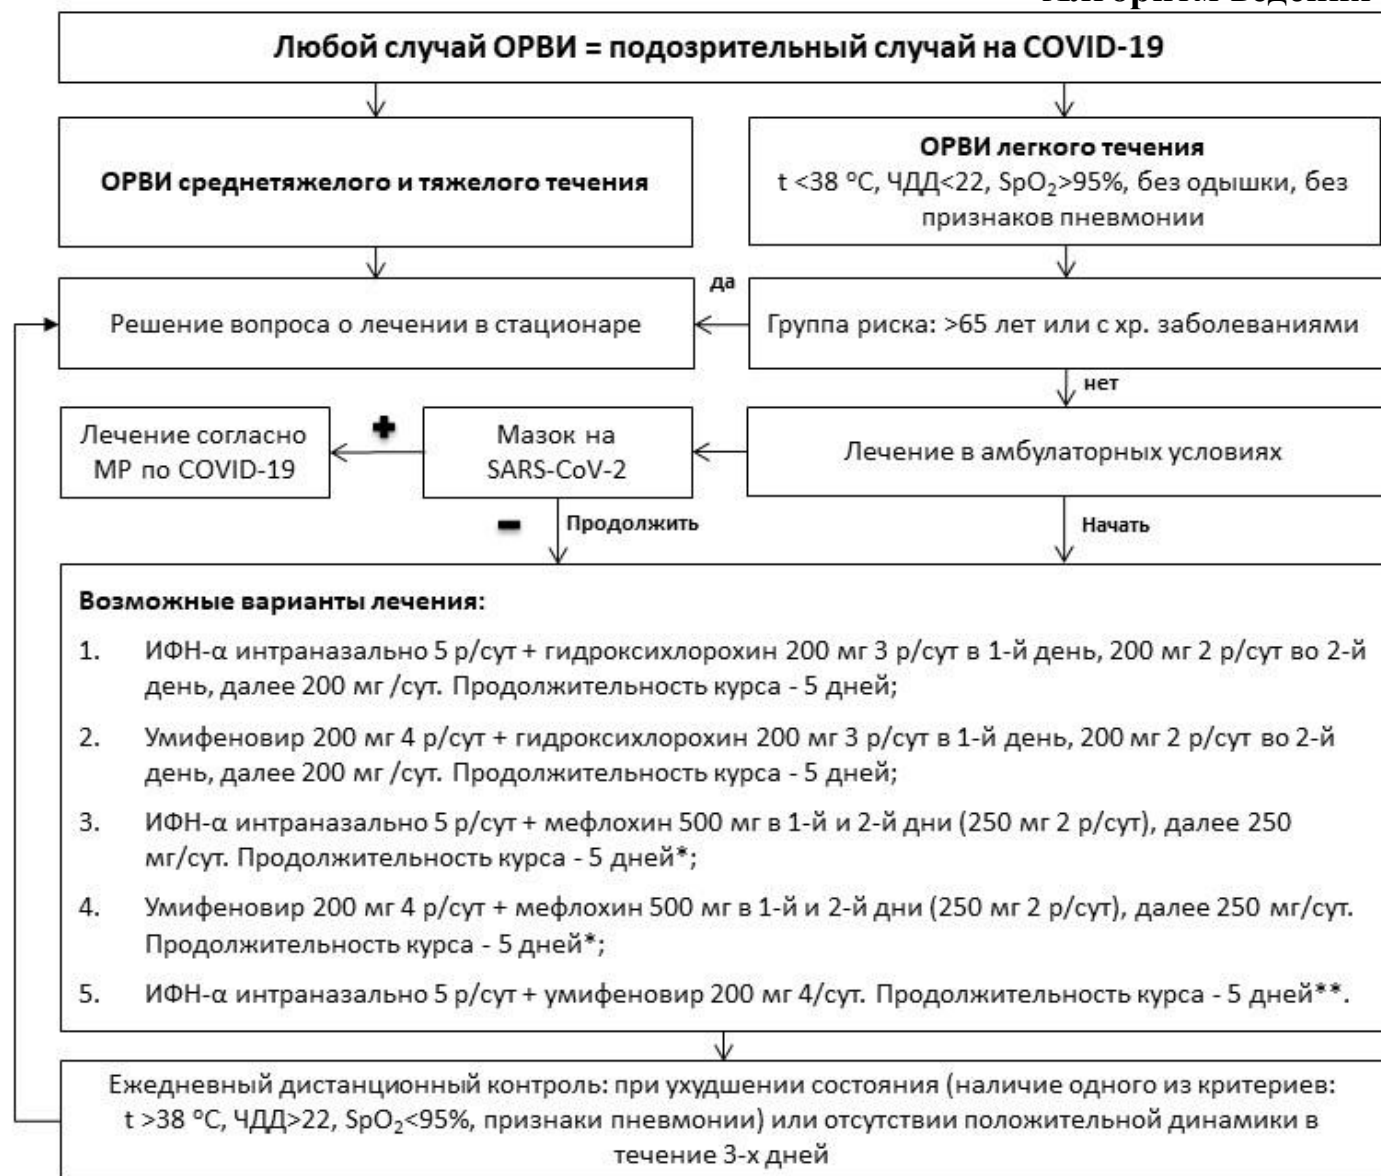 Любой случай ОРВИ = подозрительный случай на COVID-19
ОРВИ среднетяжелого и тяжелого течения
ОРВИ легкого течения
t <38 ºС, ЧДД<22, SpO₂>95%, без одышки, без
признаков пневмонии
Решение вопроса о лечении в стационаре
да
Группа риска: >65 лет или с хр. заболеваниями
нет
Лечение согласно
МР по COVID-19
+
Мазок на
SARS-CoV-2
Лечение в амбулаторных условиях
-
Продолжить
Начать
Возможные варианты лечения:
1. ИФН-α интраназально 5 р/сут + гидроксихлорохин 200 мг 3 р/сут в 1-й день, 200 мг 2 р/сут во 2-й
день, далее 200 мг /сут. Продолжительность курса - 5 дней;
2. Умифеновир 200 мг 4 р/сут + гидроксихлорохин 200 мг 3 р/сут в 1-й день, 200 мг 2 р/сут во 2-й
день, далее 200 мг /сут. Продолжительность курса - 5 дней;
3. ИФН-α интраназально 5 р/сут + мефлохин 500 мг в 1-й и 2-й дни (250 мг 2 р/сут), далее 250
мг/сут. Продолжительность курса - 5 дней*;
4. Умифеновир 200 мг 4 р/сут + мефлохин 500 мг в 1-й и 2-й дни (250 мг 2 р/сут), далее 250 мг/сут.
Продолжительность курса - 5 дней*;
5. ИФН-α интраназально 5 р/сут + умифеновир 200 мг 4/сут. Продолжительность курса - 5 дней**.
Ежедневный дистанционный контроль: при ухудшении состояния (наличие одного из критериев:
t >38 ºС, ЧДД>22, SpO₂<95%, признаки пневмонии) или отсутствии положительной динамики в
течение 3-х дней